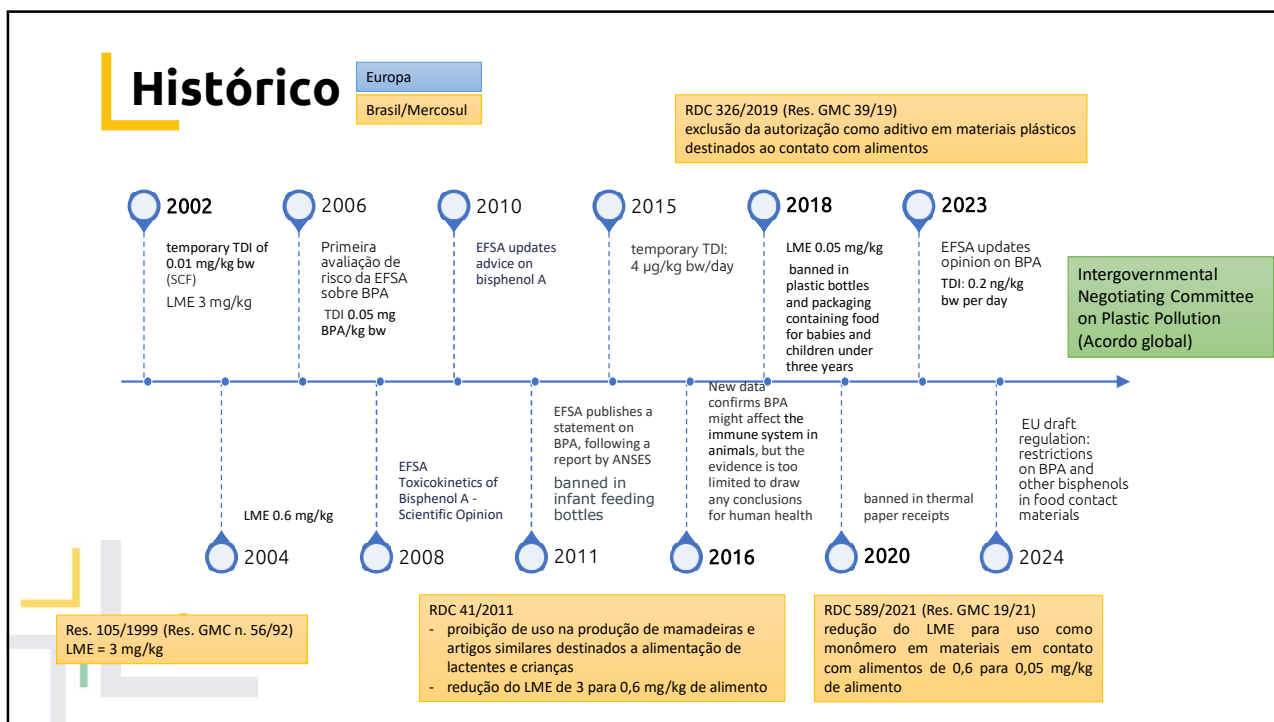 Histórico
Europa
Brasil/Mercosul
RDC 326/2019 (Res. GMC 39/19)
exclusão da autorização como aditivo em materiais plásticos
destinados ao contato com alimentos
2002
temporary TDI of
0.01 mg/kg bw
(SCF)
LME 3 mg/kg
2006
Primeira
avaliação de
risco da EFSA
sobre BPA
TDI 0.05 mg
BPA/kg bw
2010
EFSA updates
advice on
bisphenol A
2015
temporary TDI:
4 µg/kg bw/day
2018
LME 0.05 mg/kg
banned in
plastic bottles
and packaging
containing food
for babies and
children under
three years
2023
EFSA updates
opinion on BPA
TDI: 0.2 ng/kg
bw per day
Intergovernmental
Negotiating Committee
on Plastic Pollution
(Acordo global)
LME 0.6 mg/kg
2004
EFSA
Toxicokinetics of
Bisphenol A -
Scientific Opinion
2008
EFSA publishes a
statement on
BPA, following a
report by ANSES
banned in
infant feeding
bottles
2011
New data
confirms BPA
might affect the
immune system in
animals, but the
evidence is too
limited to draw
any conclusions
for human health
2016
banned in thermal
paper receipts
2020
EU draft
regulation:
restrictions
on BPA and
other bisphenols
in food contact
materials
2024
Res. 105/1999 (Res. GMC n. 56/92)
LME = 3 mg/kg
RDC 41/2011
- proibição de uso na produção de mamadeiras e
artigos similares destinados a alimentação de
lactentes e crianças
- redução do LME de 3 para 0,6 mg/kg de alimento
RDC 589/2021 (Res. GMC 19/21)
redução do LME para uso como
monômero em materiais em contato
com alimentos de 0,6 para 0,05 mg/kg
de alimento